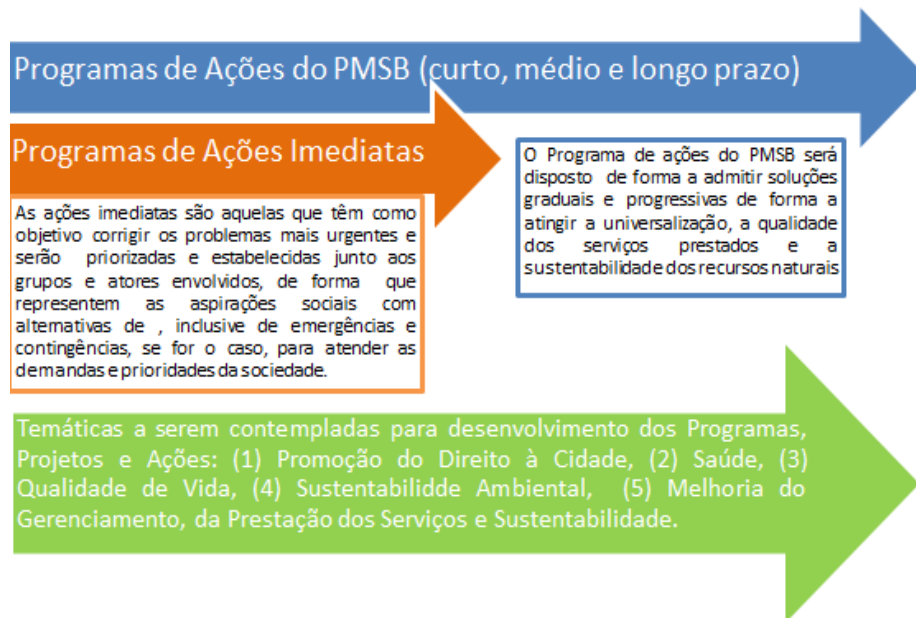 Programas de Ações do PMSB (curto, médio e longo prazo)
Programas de Ações Imediatas
As ações imediatas são aquelas que têm como
objetivo corrigir os problemas mais urgentes e
serão priorizadas e estabelecidas junto aos
grupos e atores envolvidos, de forma que
representem as aspirações sociais com
alternativas de , inclusive de emergências e
contingências, se for o caso, para atender as
demandas e prioridades da sociedade.
O Programa de ações do PMSB será
disposto de forma a admitir soluções
graduais e progressivas de forma a
atingir a universalização, a qualidade
dos serviços prestados e a
sustentabilidade dos recursos naturais
Temáticas a serem contempladas para desenvolvimento dos Programas,
Projetos e Ações: (1) Promoção do Direito à Cidade, (2) Saúde, (3)
Qualidade de Vida, (4) Sustentabilidde Ambiental, (5) Melhoria do
Gerenciamento, da Prestação dos Serviços e Sustentabilidade.